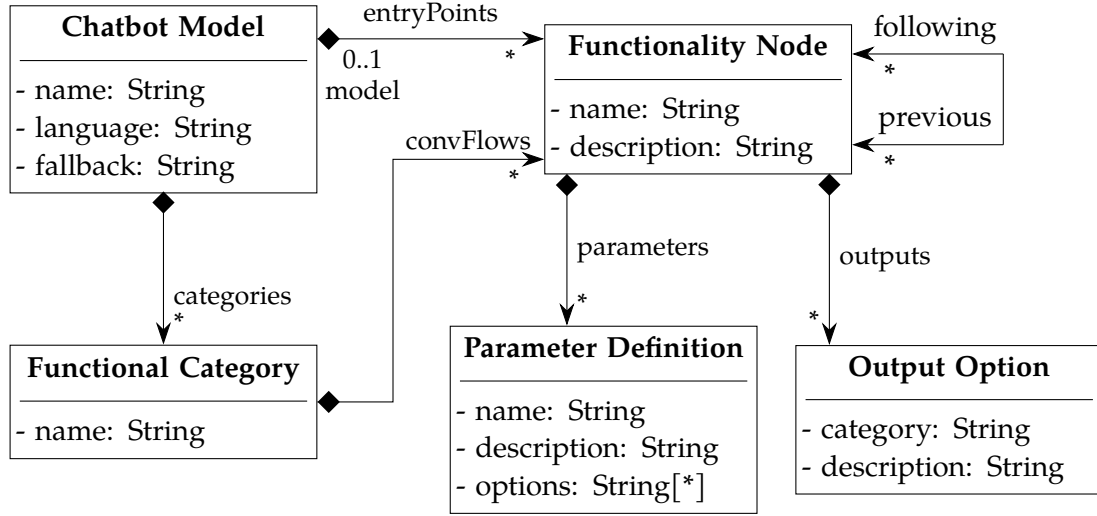 Chatbot Model
- name: String
- language: String
- fallback: String
entryPoints
*
0..1
model
Functionality Node
- name: String
- description: String
following
*
previous
*
convFlows
*
categories
*
parameters
*
outputs
*
Functional Category
- name: String
Parameter Definition
- name: String
- description: String
- options: String[*]
Output Option
- category: String
- description: String